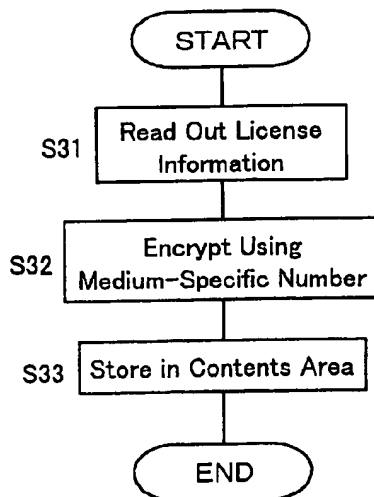 START
S31
Read Out License
Information
S32
Encrypt Using
Medium-Specific Number
S33
Store in Contents Area
END